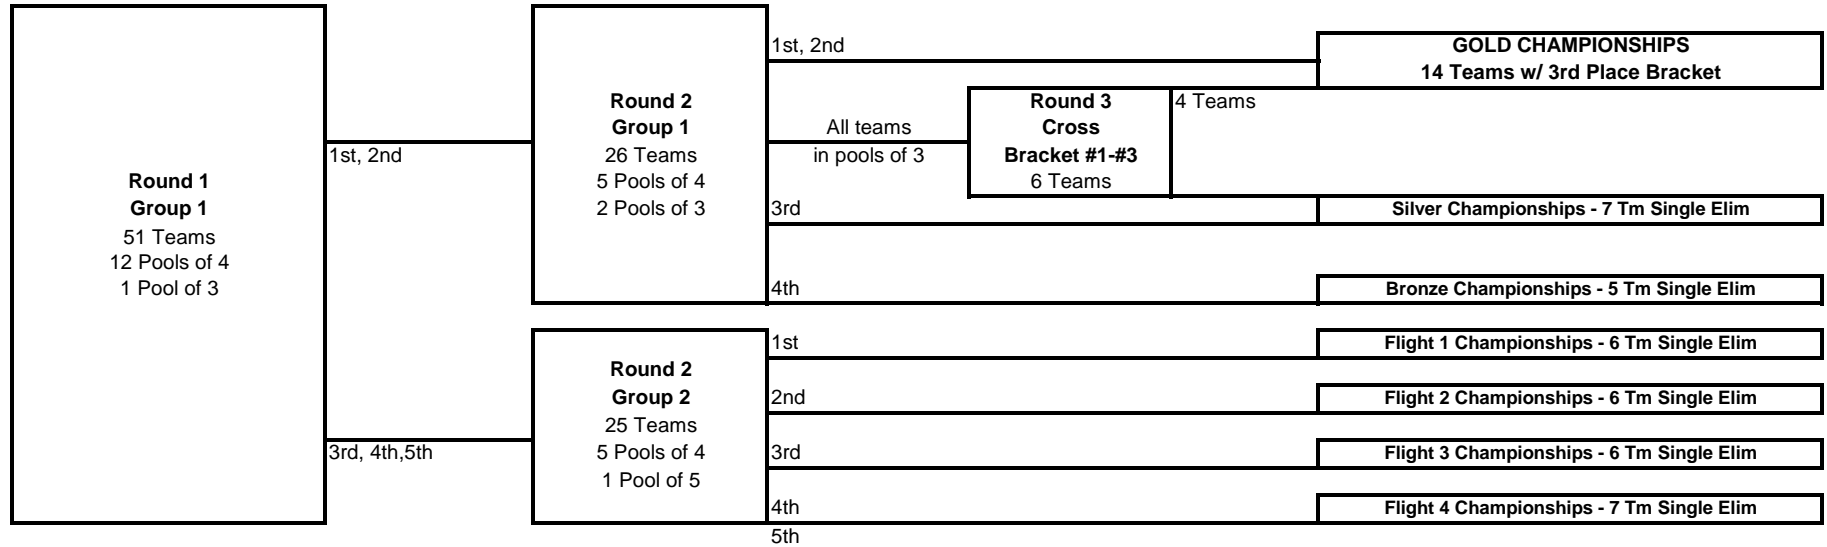 Round 1
Group 1
51 Teams
12 Pools of 4
1 Pool of 3
1st, 2nd
3rd, 4th,5th
Round 2
Group 1
26 Teams
5 Pools of 4
2 Pools of 3
1st, 2nd
All teams
in pools of 3
3rd
4th
Round 3
Cross
Bracket #1-#3
6 Teams
4 Teams
GOLD CHAMPIONSHIPS
14 Teams w/ 3rd Place Bracket
Silver Championships - 7 Tm Single Elim
Bronze Championships - 5 Tm Single Elim
Round 2
Group 2
25 Teams
5 Pools of 4
1 Pool of 5
1st
Flight 1 Championships - 6 Tm Single Elim
2nd
Flight 2 Championships - 6 Tm Single Elim
3rd
Flight 3 Championships - 6 Tm Single Elim
4th
Flight 4 Championships - 7 Tm Single Elim
5th